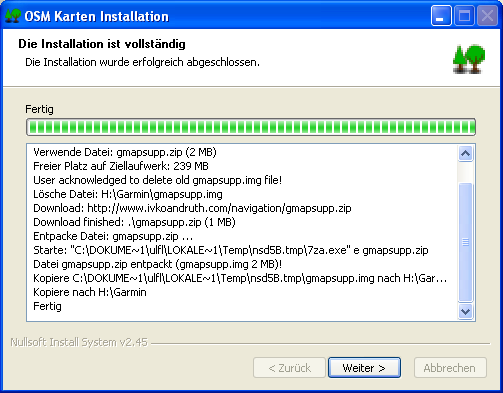 OSM Karten Installation
Die Installation ist vollständig
Die Installation wurde erfolgreich abgeschlossen.
Fertig
Verwende Datei: gmapsupp.zip (2 MB)
Freier Platz auf Ziellaufwerk: 239 MB
User acknowledged to delete old gmapsupp.img file!
Lösche Datei: H:\Garmin\gmapsupp.img
Download: http://www.ivkoandruth.com/navigation/gmapsupp.zip
Download finished: .\gmapsupp.zip (1 MB)
Entpacke Datei: gmapsupp.zip ...
Starte: "C:\DOKUME~1\ulfl\LOKALE~1\Temp\nsd5B.tmp\7za.exe" e gmapsupp.zip
Datei gmapsupp.zip entpackt (gmapsupp.img 2 MB)!
Kopiere C:\DOKUME~1\ulfl\LOKALE~1\Temp\nsd5B.tmp\gmapsupp.img nach H:\Gar...
Kopiere nach H:\Garmin
Fertig
Nullsoft Install System v2.45
< Zurück Weiter > Abbrechen